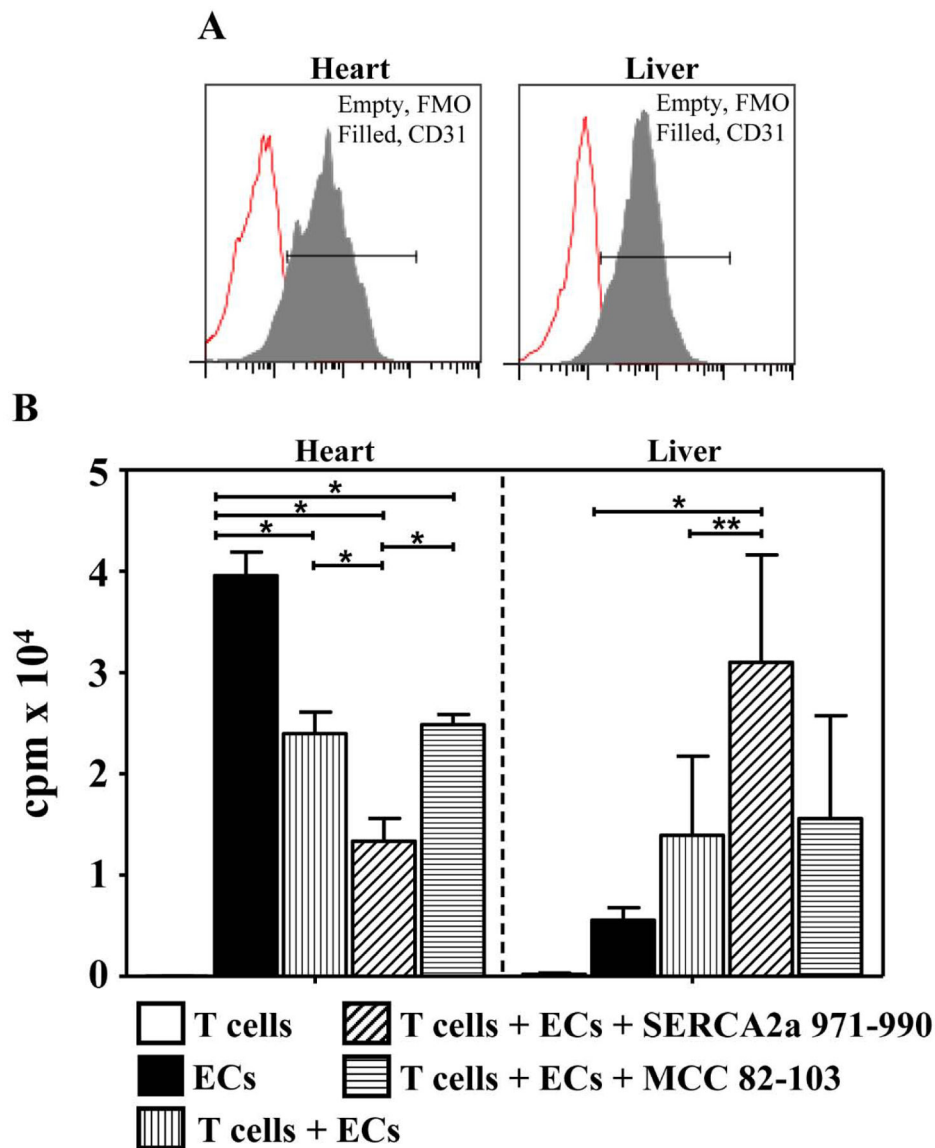 A
Heart
Empty, FMO
Filled, CD31
Liver
Empty, FMO
Filled, CD31
B
Heart
Liver
cpm x 10⁴
5
4
3
2
1
0
*
*
*
*
*
*
**
T cells
ECs
T cells + ECs
T cells + ECs + SERCA2a 971-990
T cells + ECs + MCC 82-103